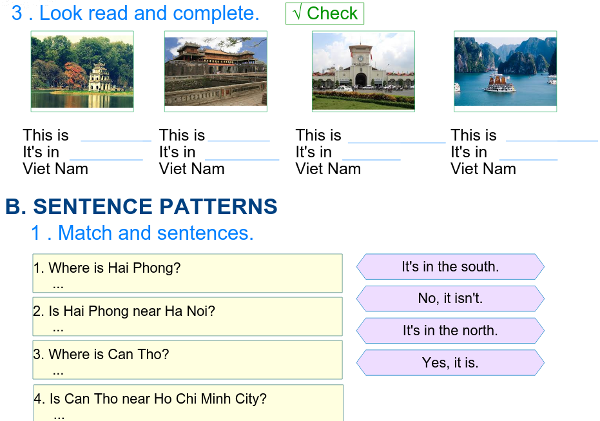 3 . Look read and complete.
√ Check
This is
It's in
Viet Nam
This is
It's in
Viet Nam
This is
It's in
Viet Nam
This is
It's in
Viet Nam
B. SENTENCE PATTERNS
1 . Match and sentences.
1. Where is Hai Phong?
...
2. Is Hai Phong near Ha Noi?
...
3. Where is Can Tho?
...
4. Is Can Tho near Ho Chi Minh City?
...
It's in the south.
No, it isn't.
It's in the north.
Yes, it is.